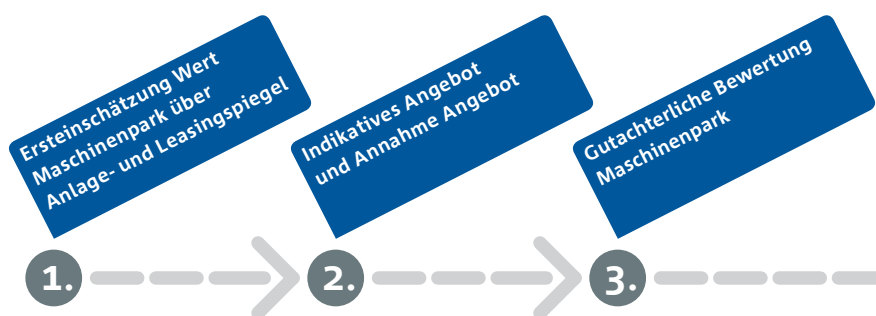 Ersteinschätzung Wert
Maschinenpark über
Anlage- und Leasingspiegel
1.
Indikatives Angebot
und Annahme Angebot
2.
Gutachterliche Bewertung
Maschinenpark
3.